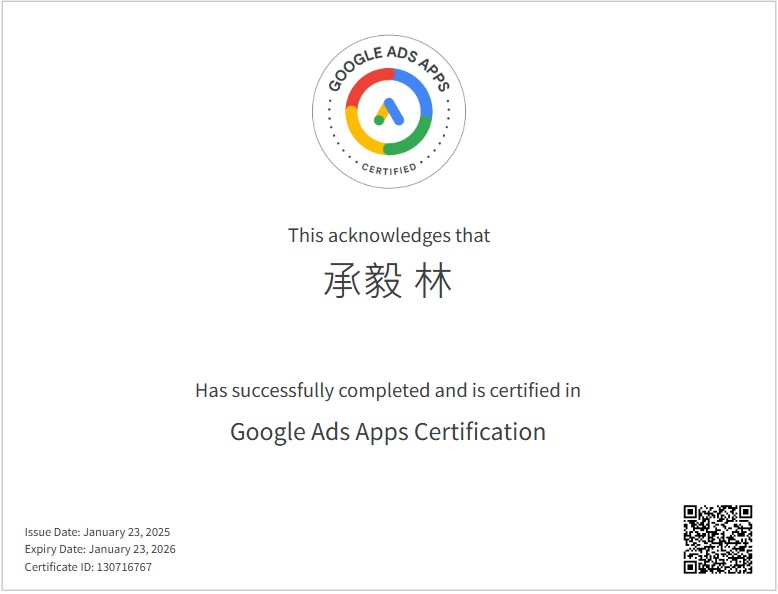 GOOGLE ADS APPS
CERTIFIED
This acknowledges that
承毅 林
Has successfully completed and is certified in
Google Ads Apps Certification
Issue Date: January 23, 2025
Expiry Date: January 23, 2026
Certificate ID: 130716767